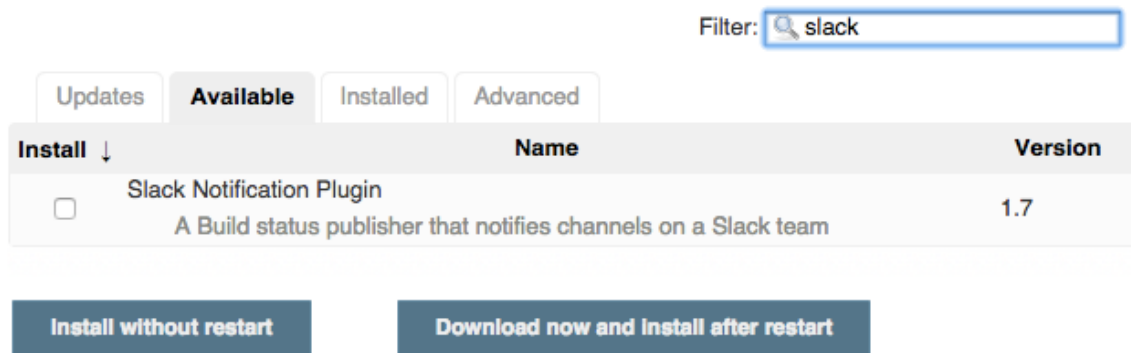 Filter: slack
Updates Available Installed Advanced
Install ↓ Name Version
Slack Notification Plugin
1.7
A Build status publisher that notifies channels on a Slack team
Install without restart Download now and install after restart